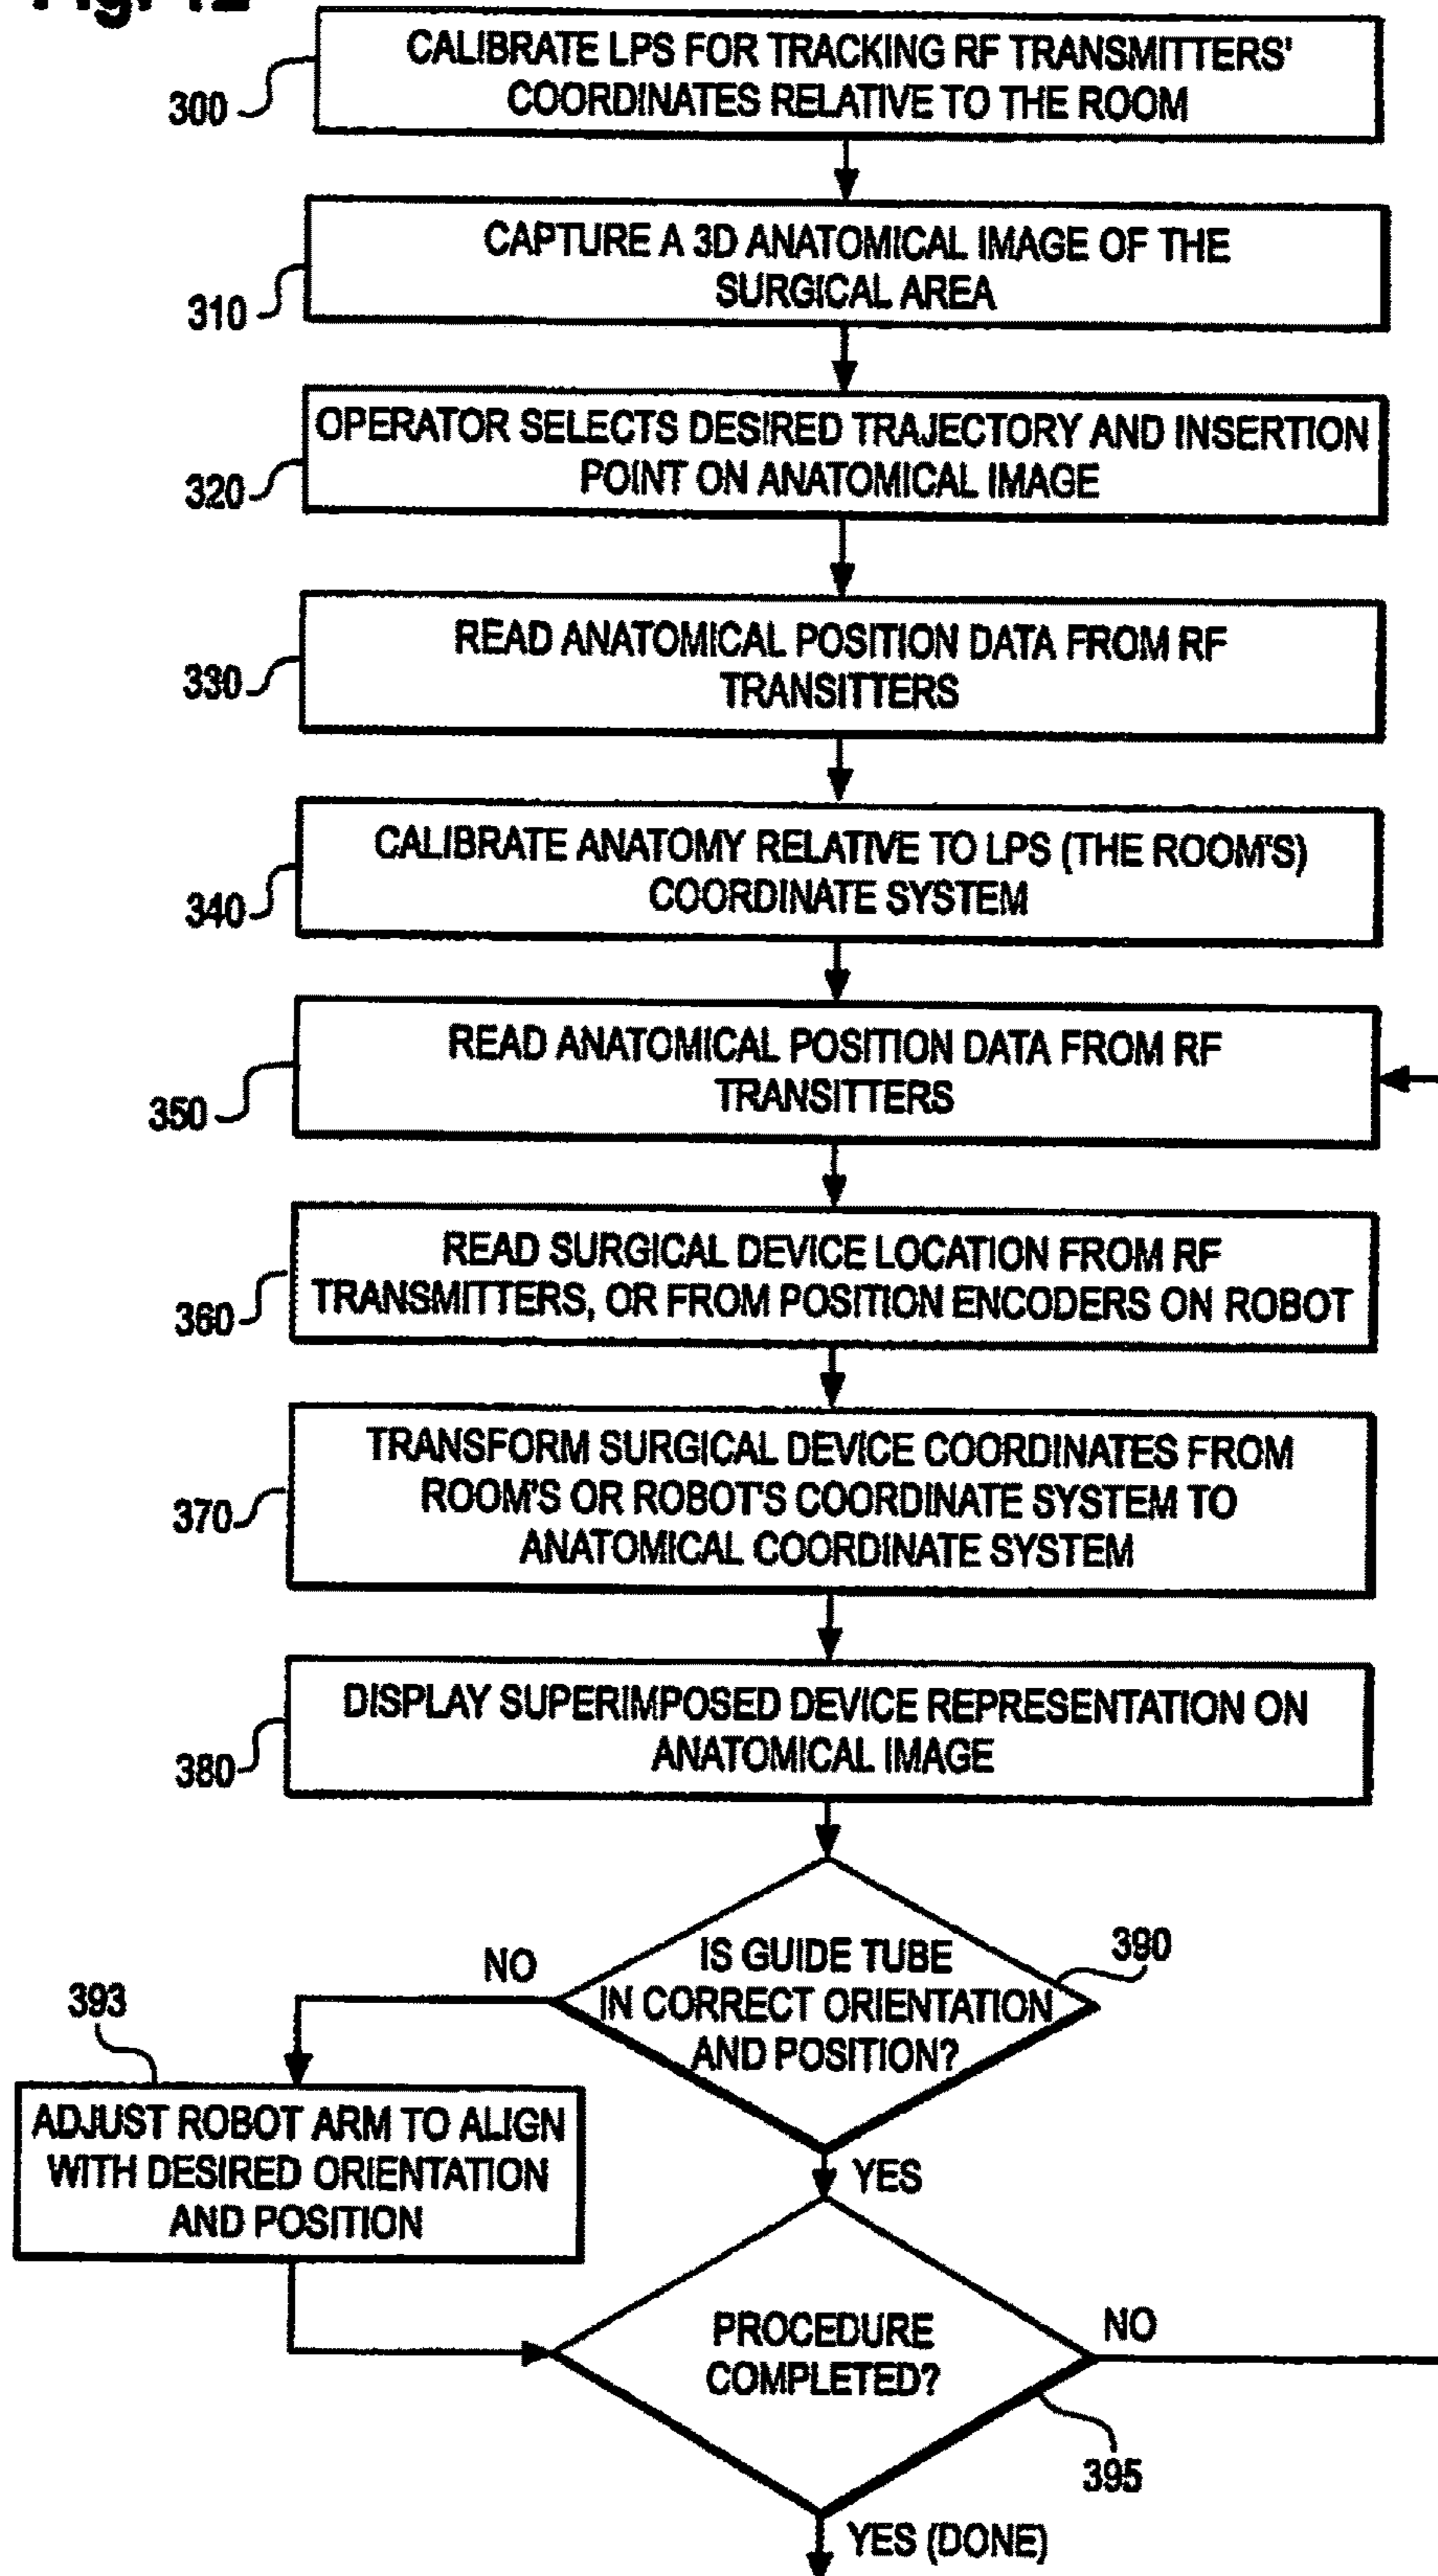 300
CALIBRATE LPS FOR TRACKING RF TRANSMITTERS'
COORDINATES RELATIVE TO THE ROOM
310
CAPTURE A 3D ANATOMICAL IMAGE OF THE
SURGICAL AREA
320
OPERATOR SELECTS DESIRED TRAJECTORY AND INSERTION
POINT ON ANATOMICAL IMAGE
330
READ ANATOMICAL POSITION DATA FROM RF
TRANSITTERS
340
CALIBRATE ANATOMY RELATIVE TO LPS (THE ROOM'S)
COORDINATE SYSTEM
350
READ ANATOMICAL POSITION DATA FROM RF
TRANSITTERS
360
READ SURGICAL DEVICE LOCATION FROM RF
TRANSMITTERS, OR FROM POSITION ENCODERS ON ROBOT
370
TRANSFORM SURGICAL DEVICE COORDINATES FROM
ROOM'S OR ROBOT'S COORDINATE SYSTEM TO
ANATOMICAL COORDINATE SYSTEM
380
DISPLAY SUPERIMPOSED DEVICE REPRESENTATION ON
ANATOMICAL IMAGE
390
IS GUIDE TUBE
IN CORRECT ORIENTATION
AND POSITION?
NO
YES
393
ADJUST ROBOT ARM TO ALIGN
WITH DESIRED ORIENTATION
AND POSITION
PROCEDURE
COMPLETED?
NO
395
YES (DONE)